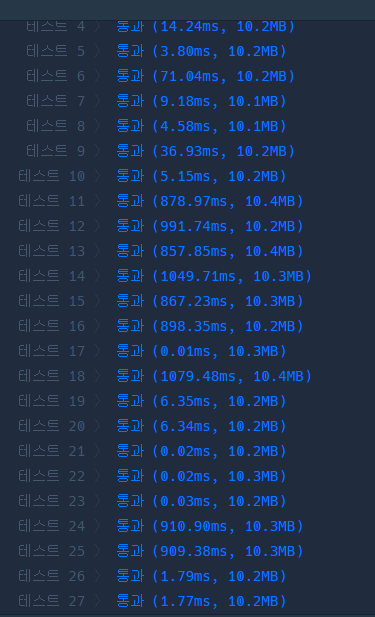 테스트 4 〉 통과 (14.24ms, 10.2MB)
테스트 5 〉 통과 (3.80ms, 10.2MB)
테스트 6 〉 통과 (71.04ms, 10.2MB)
테스트 7 〉 통과 (9.18ms, 10.1MB)
테스트 8 〉 통과 (4.58ms, 10.1MB)
테스트 9 〉 통과 (36.93ms, 10.2MB)
테스트 10 〉 통과 (5.15ms, 10.2MB)
테스트 11 〉 통과 (878.97ms, 10.4MB)
테스트 12 〉 통과 (991.74ms, 10.2MB)
테스트 13 〉 통과 (857.85ms, 10.4MB)
테스트 14 〉 통과 (1049.71ms, 10.3MB)
테스트 15 〉 통과 (867.23ms, 10.3MB)
테스트 16 〉 통과 (898.35ms, 10.2MB)
테스트 17 〉 통과 (0.01ms, 10.3MB)
테스트 18 〉 통과 (1079.48ms, 10.4MB)
테스트 19 〉 통과 (6.35ms, 10.2MB)
테스트 20 〉 통과 (6.34ms, 10.2MB)
테스트 21 〉 통과 (0.02ms, 10.2MB)
테스트 22 〉 통과 (0.02ms, 10.3MB)
테스트 23 〉 통과 (0.03ms, 10.2MB)
테스트 24 〉 통과 (910.90ms, 10.3MB)
테스트 25 〉 통과 (909.38ms, 10.3MB)
테스트 26 〉 통과 (1.79ms, 10.2MB)
테스트 27 〉 통과 (1.77ms, 10.2MB)